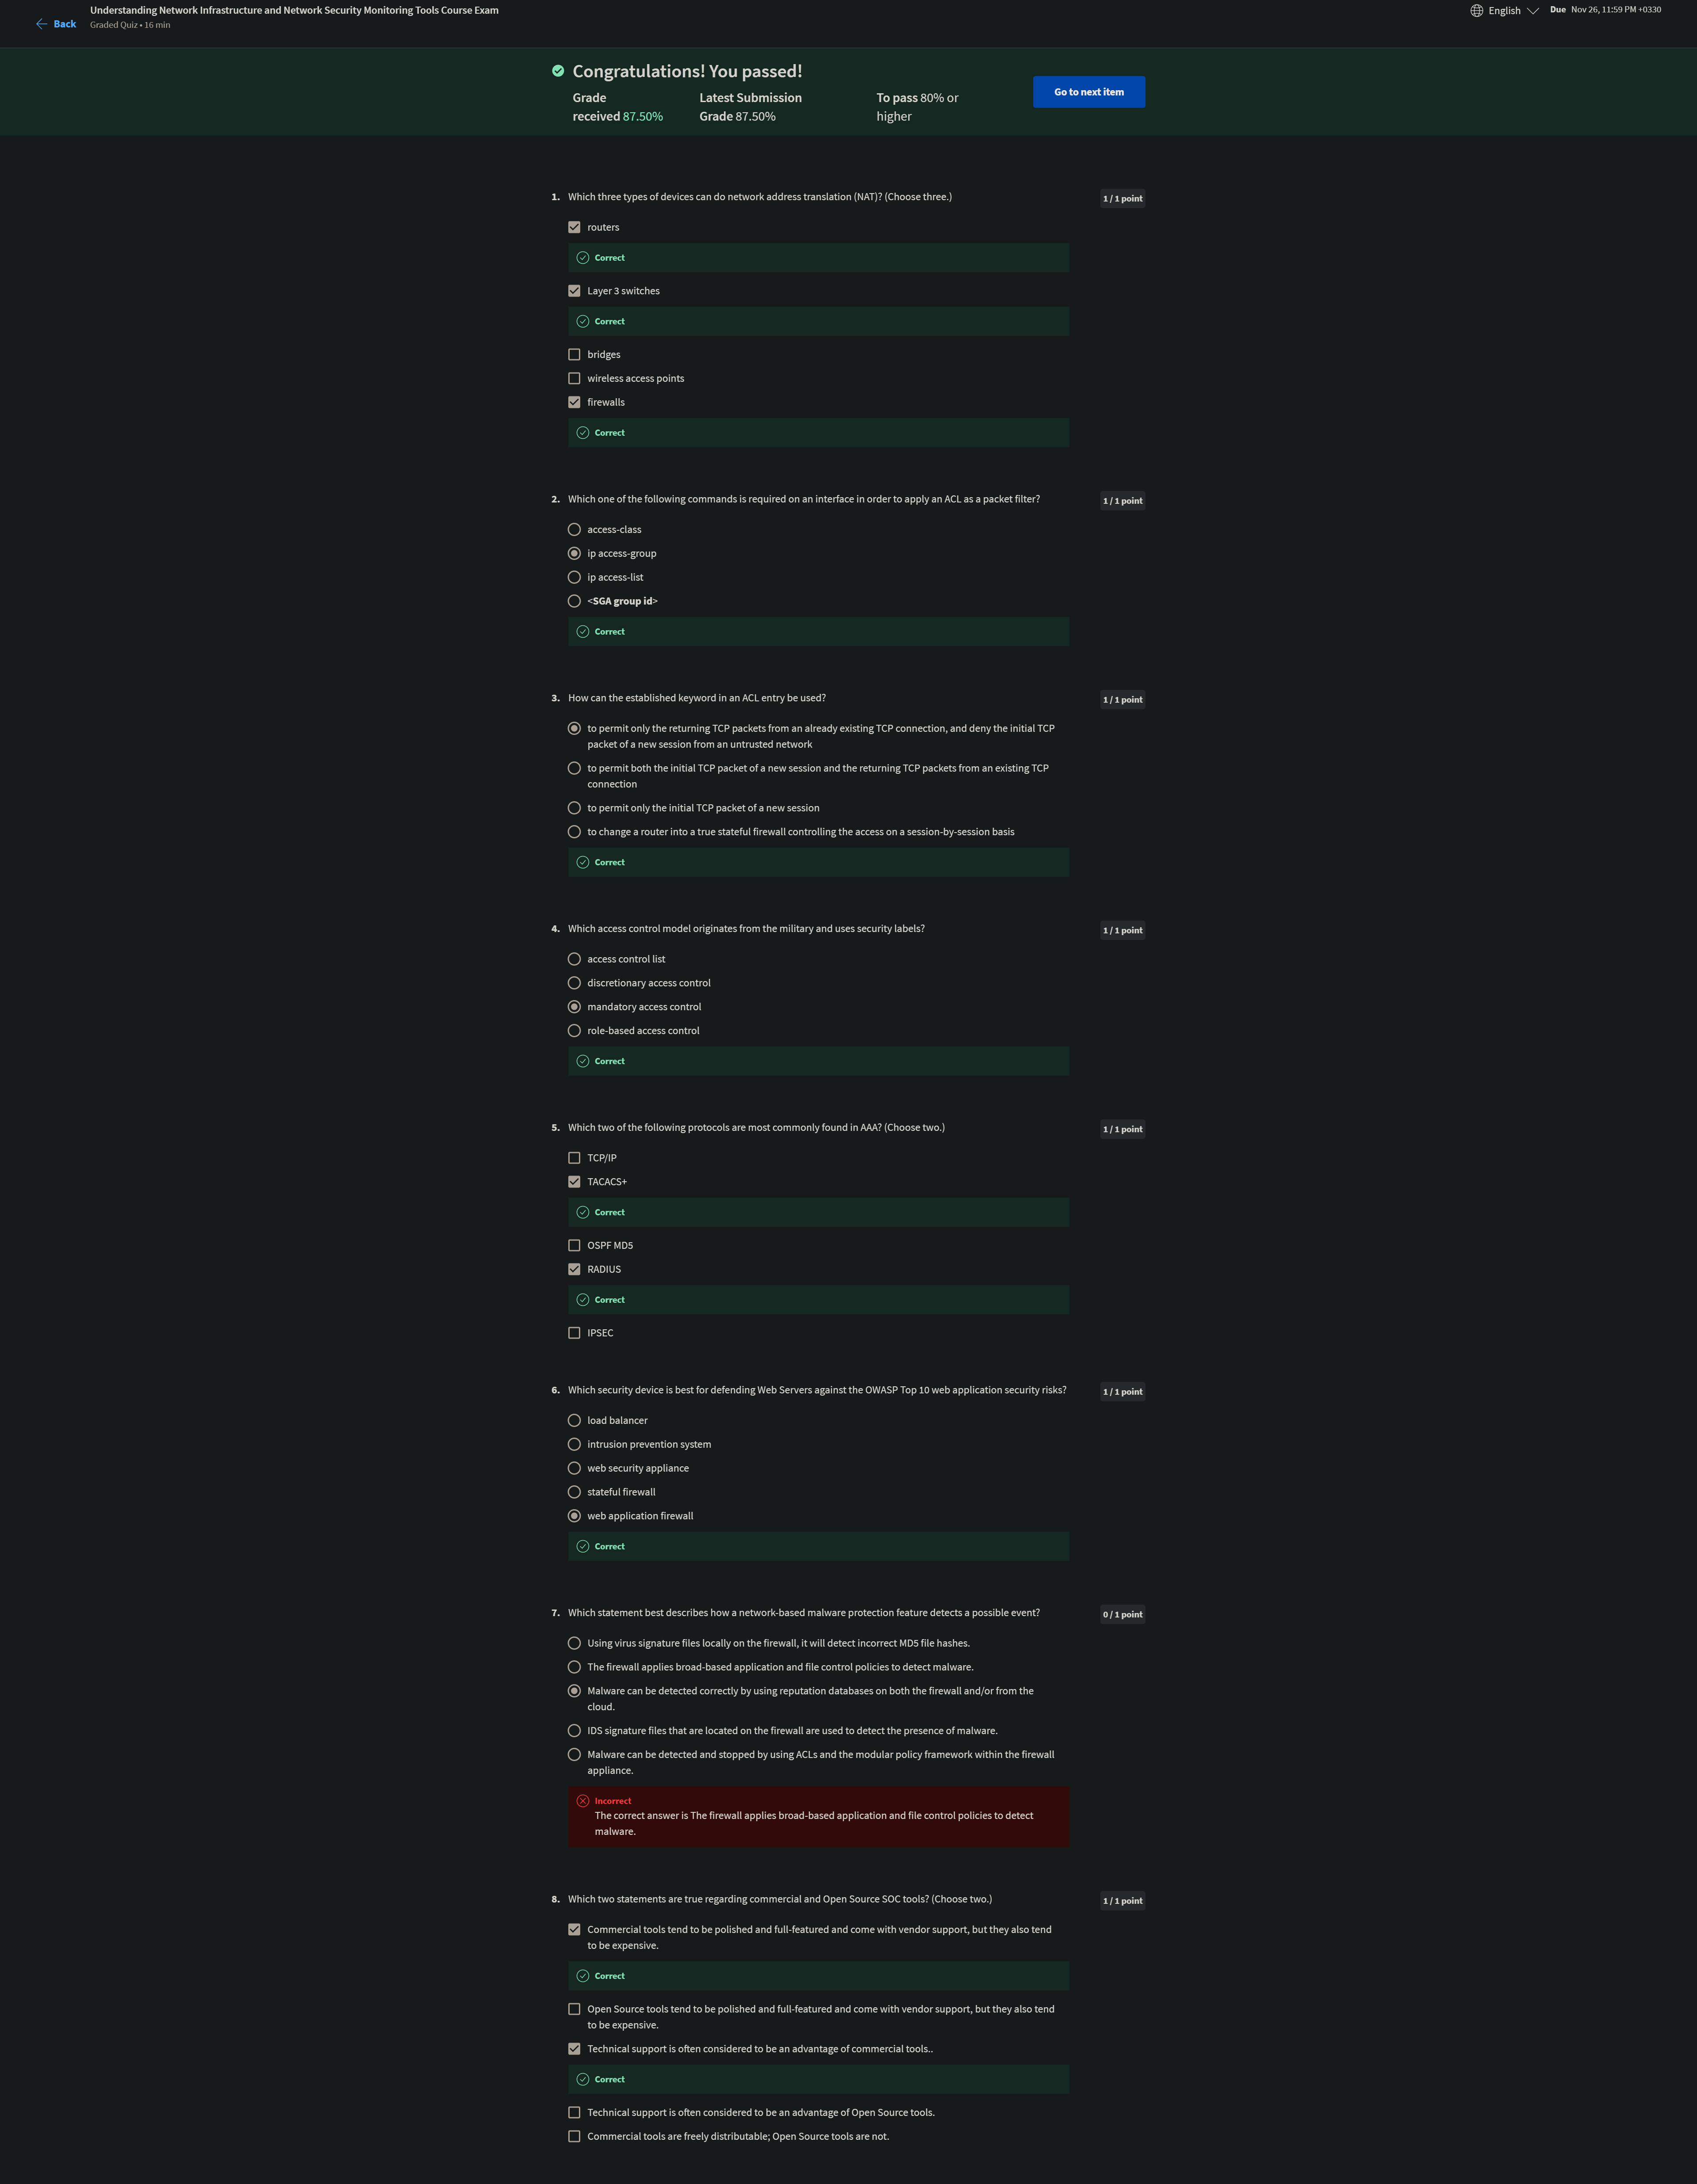 Back
Understanding Network Infrastructure and Network Security Monitoring Tools Course Exam
Graded Quiz • 16 min
English
Due Nov 26, 11:59 PM +0330
Congratulations! You passed!
Grade
received 87.50%
Latest Submission
Grade 87.50%
To pass 80% or
higher
Go to next item
1. Which three types of devices can do network address translation (NAT)? (Choose three.)
1 / 1 point
routers
Correct
Layer 3 switches
Correct
bridges
wireless access points
firewalls
Correct
2. Which one of the following commands is required on an interface in order to apply an ACL as a packet filter?
1 / 1 point
access-class
ip access-group
ip access-list
<SGA group id>
Correct
3. How can the established keyword in an ACL entry be used?
1 / 1 point
to permit only the returning TCP packets from an already existing TCP connection, and deny the initial TCP
packet of a new session from an untrusted network
to permit both the initial TCP packet of a new session and the returning TCP packets from an existing TCP
connection
to permit only the initial TCP packet of a new session
to change a router into a true stateful firewall controlling the access on a session-by-session basis
Correct
4. Which access control model originates from the military and uses security labels?
1 / 1 point
access control list
discretionary access control
mandatory access control
role-based access control
Correct
5. Which two of the following protocols are most commonly found in AAA? (Choose two.)
1 / 1 point
TCP/IP
TACACS+
Correct
OSPF MD5
RADIUS
Correct
IPSEC
6. Which security device is best for defending Web Servers against the OWASP Top 10 web application security risks?
1 / 1 point
load balancer
intrusion prevention system
web security appliance
stateful firewall
web application firewall
Correct
7. Which statement best describes how a network-based malware protection feature detects a possible event?
0 / 1 point
Using virus signature files locally on the firewall, it will detect incorrect MD5 file hashes.
The firewall applies broad-based application and file control policies to detect malware.
Malware can be detected correctly by using reputation databases on both the firewall and/or from the
cloud.
IDS signature files that are located on the firewall are used to detect the presence of malware.
Malware can be detected and stopped by using ACLs and the modular policy framework within the firewall
appliance.
Incorrect
The correct answer is The firewall applies broad-based application and file control policies to detect
malware.
8. Which two statements are true regarding commercial and Open Source SOC tools? (Choose two.)
1 / 1 point
Commercial tools tend to be polished and full-featured and come with vendor support, but they also tend
to be expensive.
Correct
Open Source tools tend to be polished and full-featured and come with vendor support, but they also tend
to be expensive.
Technical support is often considered to be an advantage of commercial tools..
Correct
Technical support is often considered to be an advantage of Open Source tools.
Commercial tools are freely distributable; Open Source tools are not.